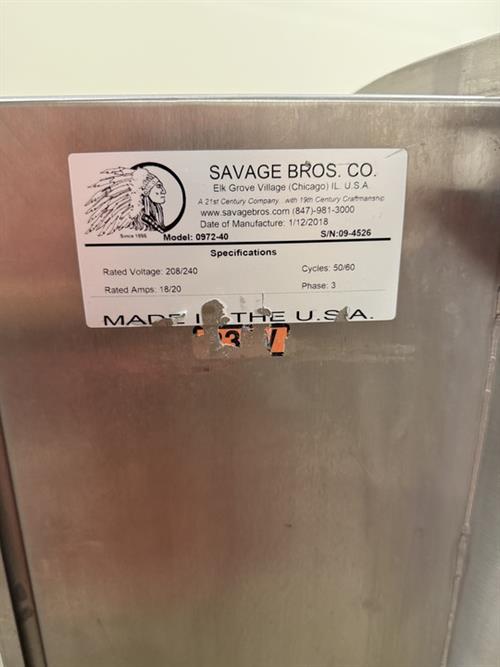 SAVAGE BROS. CO.
Elk Grove Village (Chicago) IL. U.S.A.
A 21st Century Company...with 19th Century Craftmanship
www.savagebros.com (847)-981-3000
Date of Manufacture: 1/12/2018
Since 1855
Model: 0972-40 S/N:09-4526
Specifications
Rated Voltage: 208/240 Cycles: 50/60
Rated Amps: 18/20 Phase: 3
MADE IN THE U.S.A.